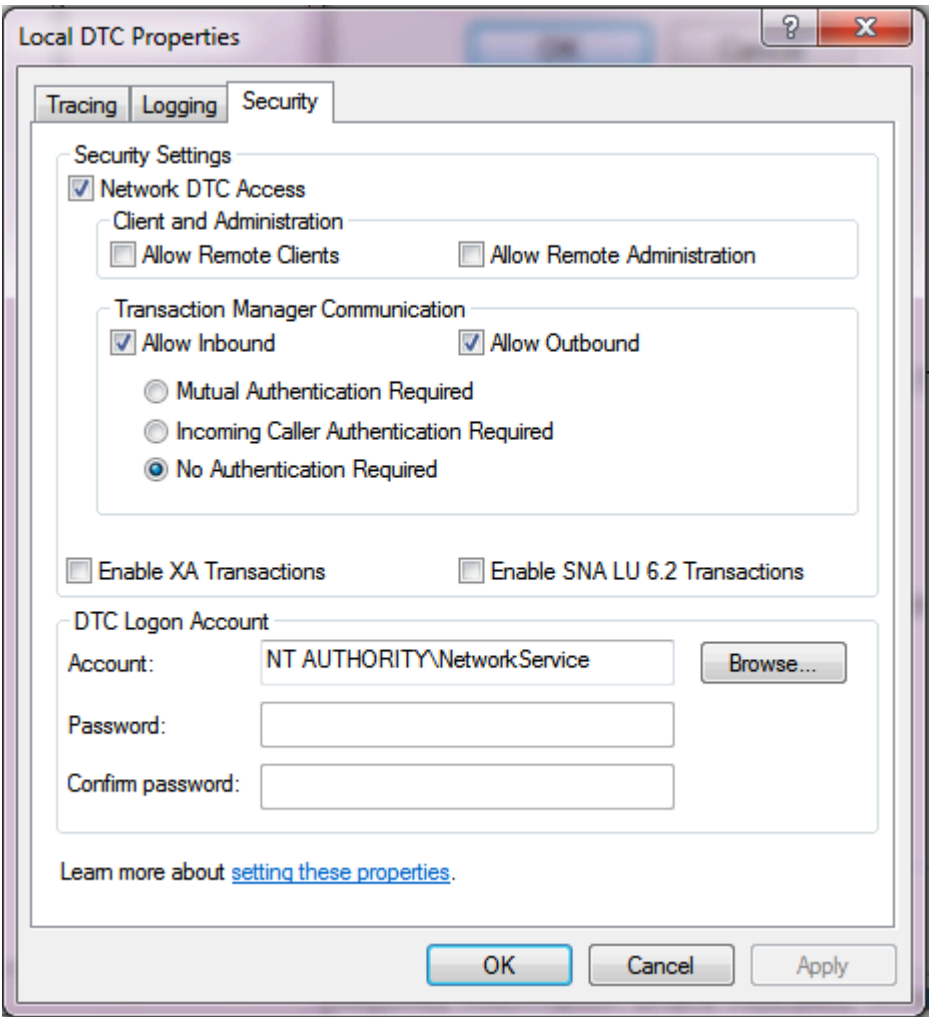 Local DTC Properties
Tracing Logging Security
Security Settings
Network DTC Access
Client and Administration
Allow Remote Clients Allow Remote Administration
Transaction Manager Communication
Allow Inbound Allow Outbound
Mutual Authentication Required
Incoming Caller Authentication Required
No Authentication Required
Enable XA Transactions Enable SNA LU 6.2 Transactions
DTC Logon Account
Account: NT AUTHORITY\NetworkService Browse...
Password:
Confirm password:
Learn more about setting these properties.
OK Cancel Apply